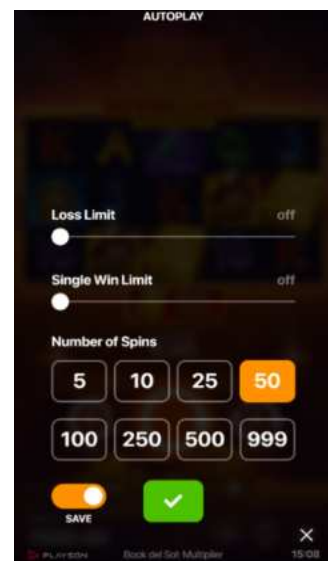 AUTOPLAY
Loss Limit off
Single Win Limit off
Number of Spins
5 10 25 50
100 250 500 999
SAVE
PLAYSON Book del Sol: Multiplier 15:08